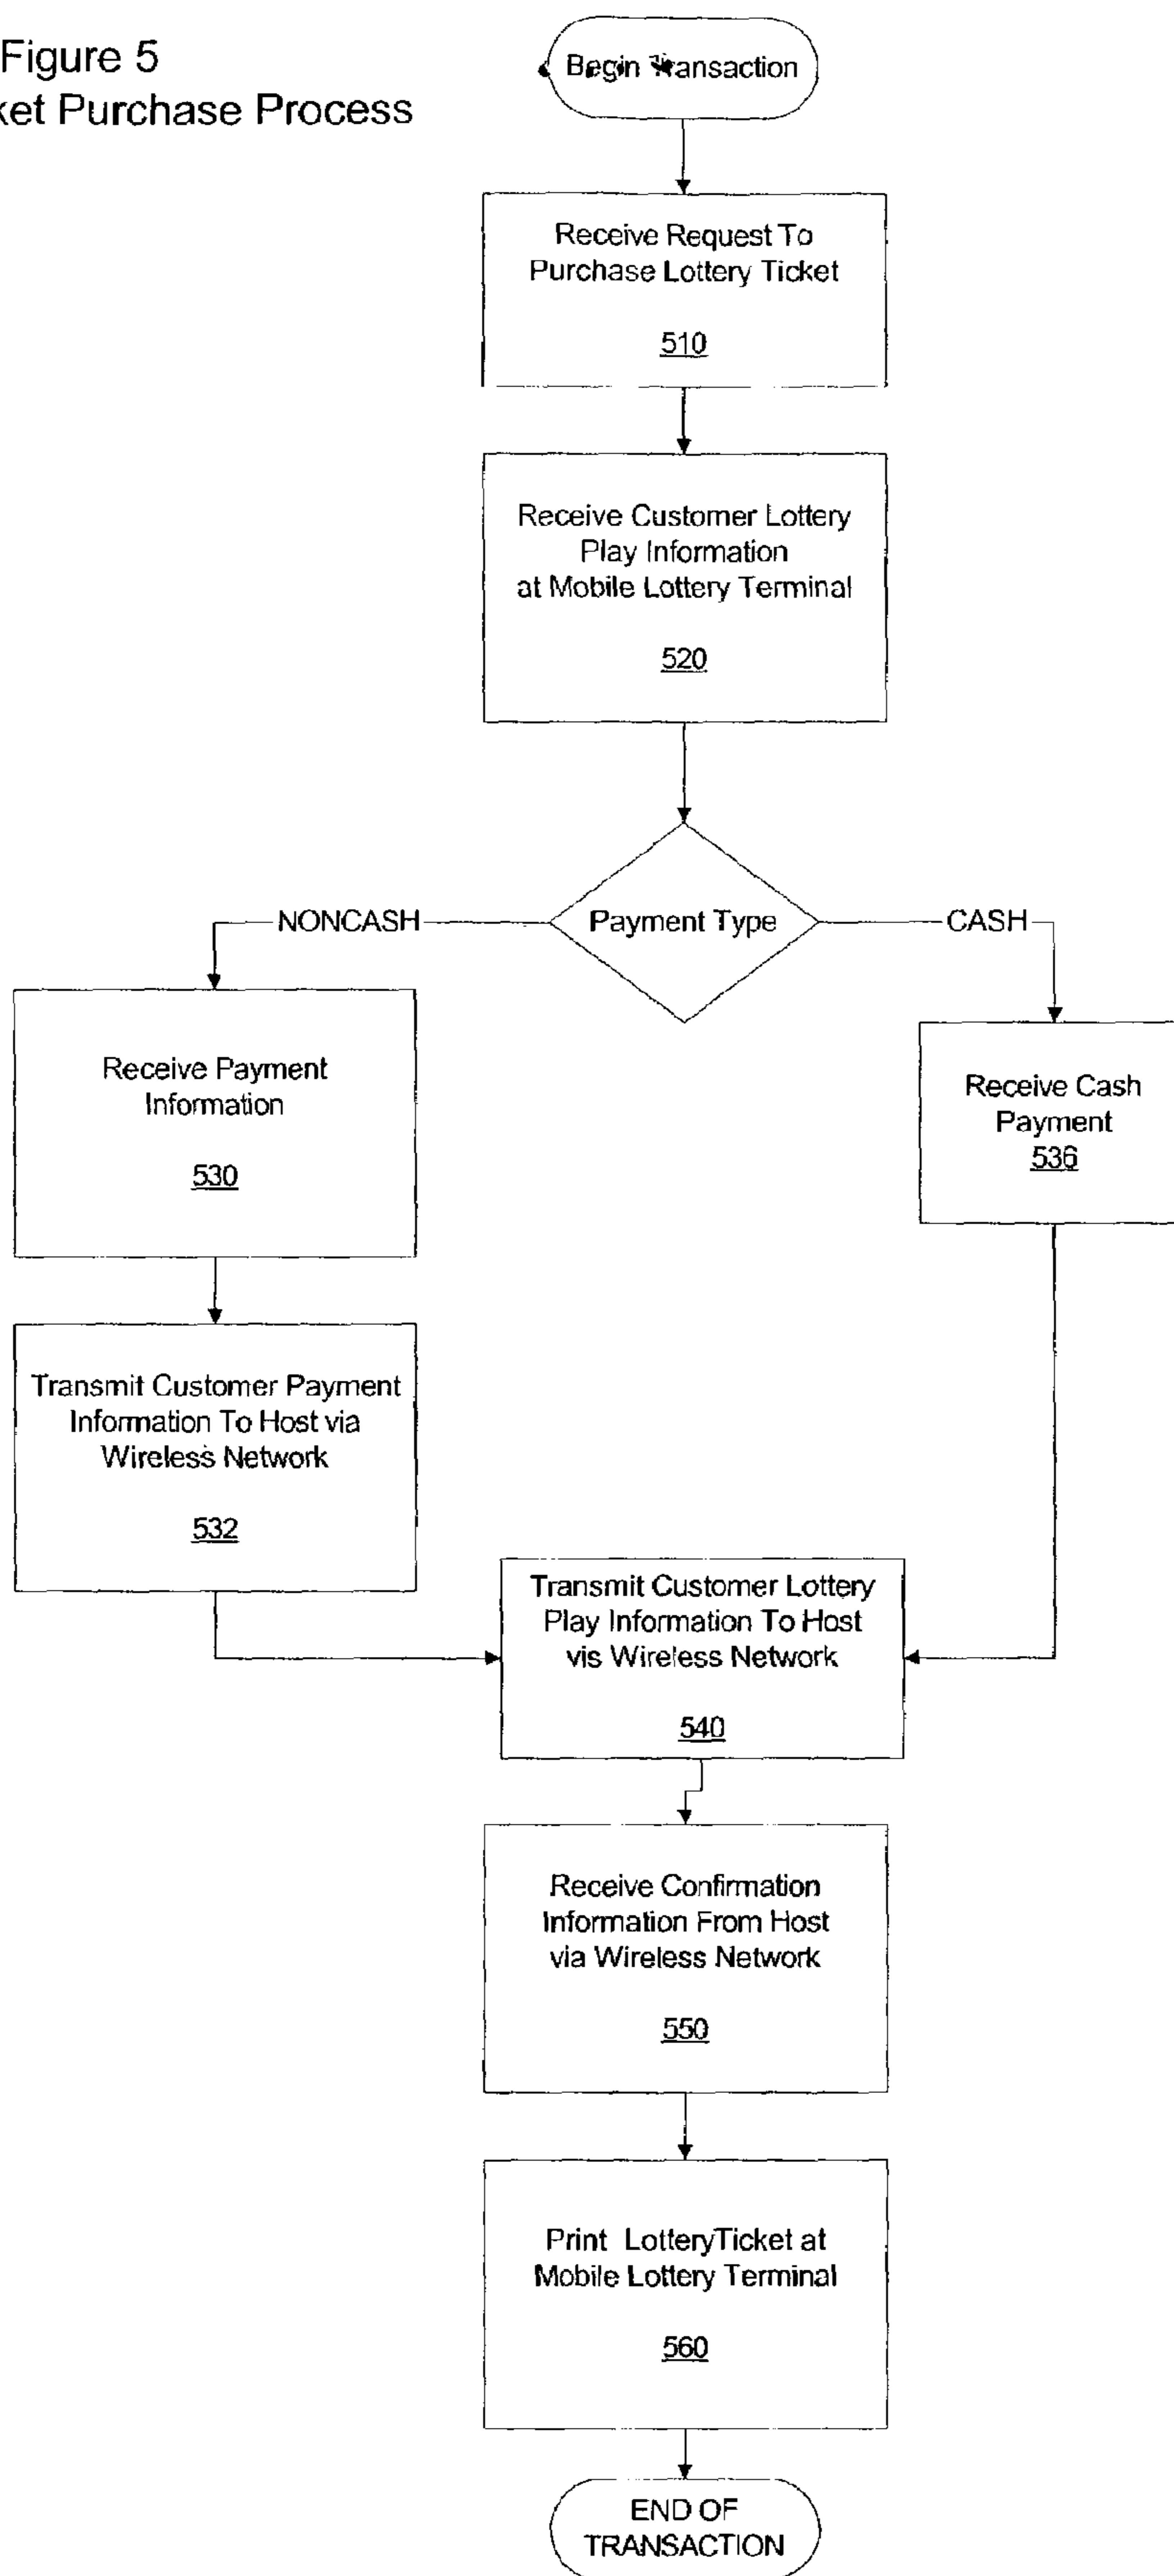 Figure 5
ket Purchase Process
Begin Transaction
Receive Request To
Purchase Lottery Ticket
510
Receive Customer Lottery
Play Information
at Mobile Lottery Terminal
520
Payment Type
NONCASH
CASH
Receive Payment
Information
530
Receive Cash
Payment
536
Transmit Customer Payment
Information To Host via
Wireless Network
532
Transmit Customer Lottery
Play Information To Host
vis Wireless Network
540
Receive Confirmation
Information From Host
via Wireless Network
550
Print LotteryTicket at
Mobile Lottery Terminal
560
END OF
TRANSACTION